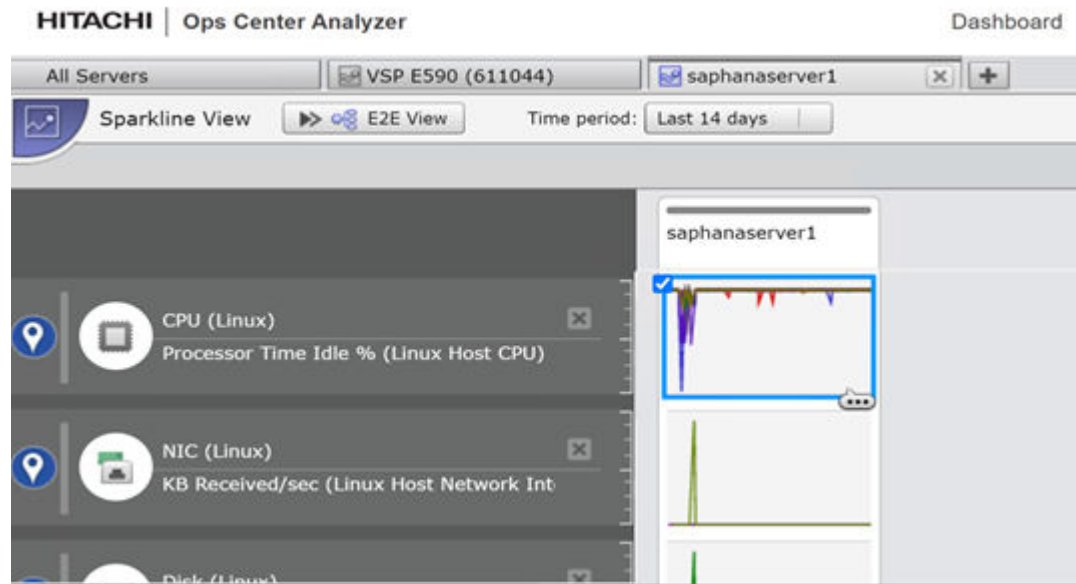 HITACHI Ops Center Analyzer Dashboard
All Servers VSP E590 (611044) saphanaserver1
Sparkline View E2E View Time period: Last 14 days
saphanaserver1
CPU (Linux)
Processor Time Idle % (Linux Host CPU)
NIC (Linux)
KB Received/sec (Linux Host Network Int
Disk (Linux)